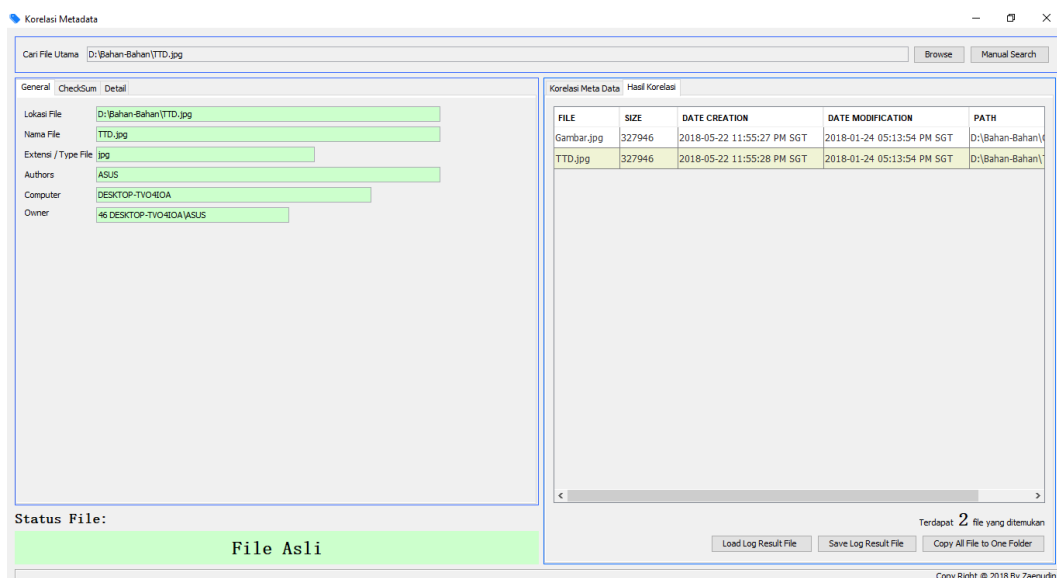 Korelasi Metadata
Cari File Utama D:\Bahan-Bahan\TTD.jpg Browse Manual Search
General CheckSum Detail
Lokasi File D:\Bahan-Bahan\TTD.jpg
Nama File TTD.jpg
Extensi / Type File jpg
Authors ASUS
Computer DESKTOP-TVO4IOA
Owner 46 DESKTOP-TVO4IOA\ASUS
Status File:
File Asli
Korelasi Meta Data Hasil Korelasi
FILE SIZE DATE CREATION DATE MODIFICATION PATH
Gambar.jpg 327946 2018-05-22 11:55:27 PM SGT 2018-01-24 05:13:54 PM SGT D:\Bahan-Bahan\
TTD.jpg 327946 2018-05-22 11:55:28 PM SGT 2018-01-24 05:13:54 PM SGT D:\Bahan-Bahan\
Terdapat 2 file yang ditemukan
Load Log Result File Save Log Result File Copy All File to One Folder
Copy Right @ 2018 By Zaenudin